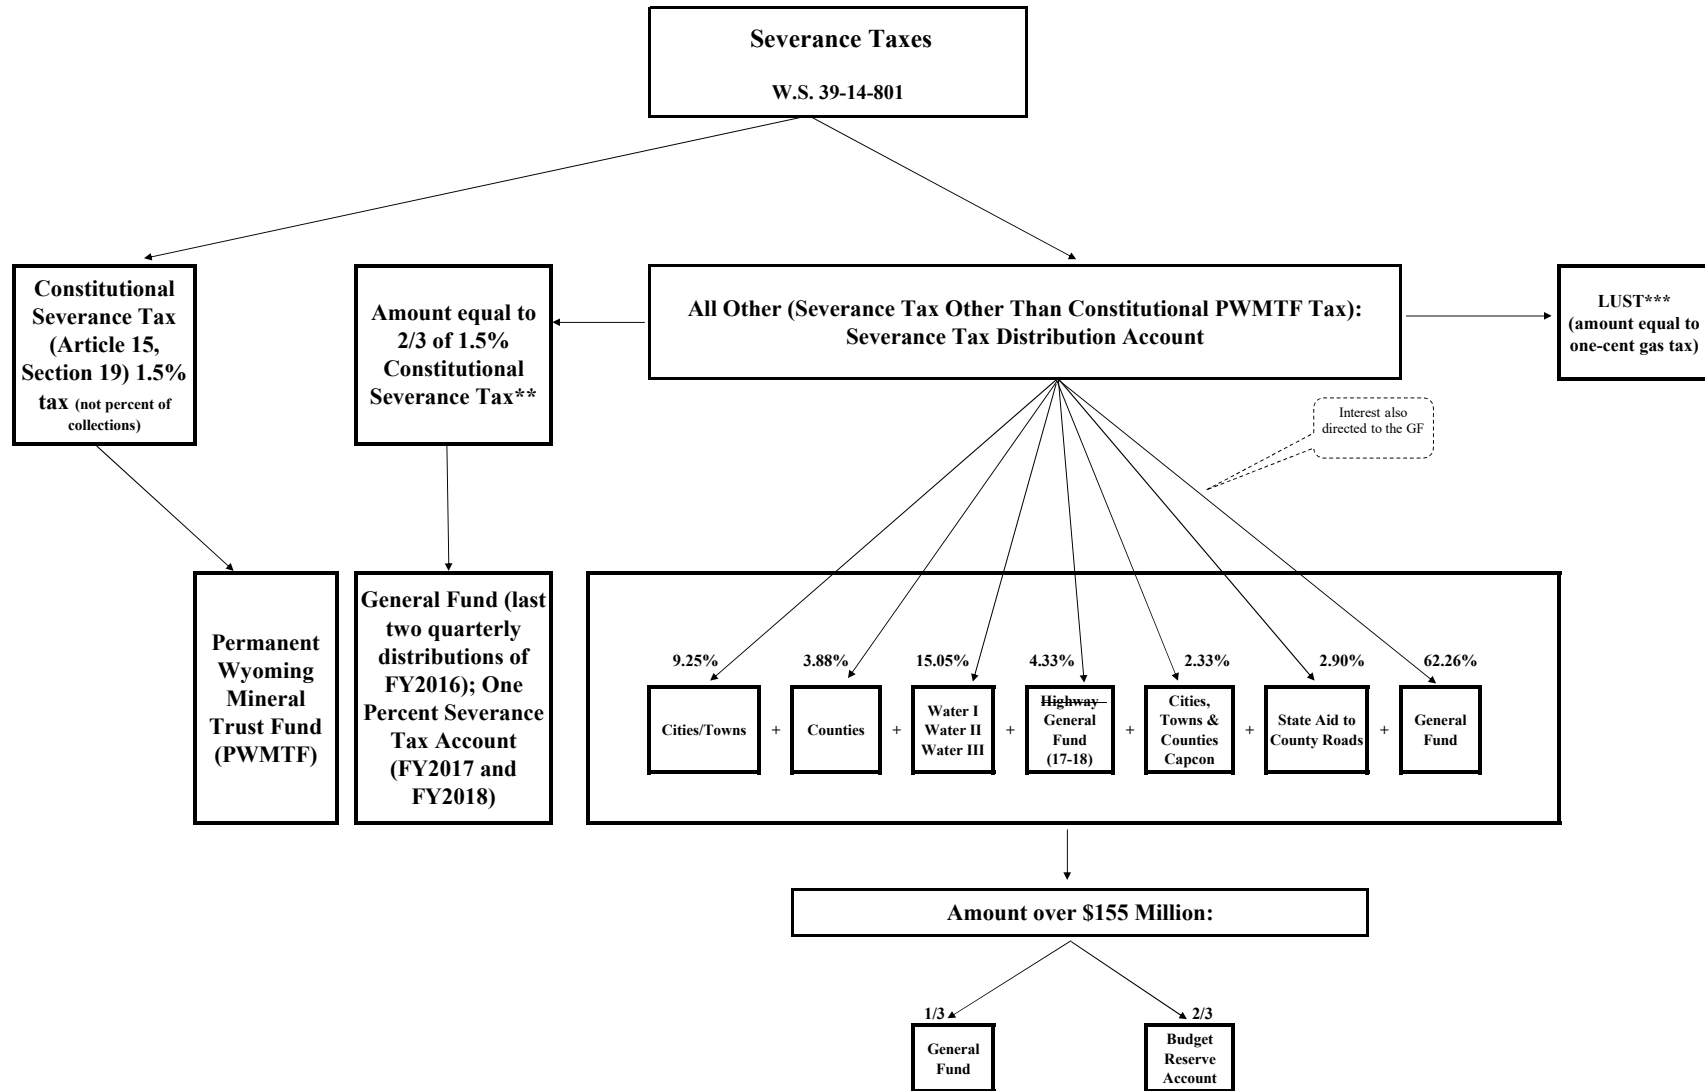 Severance Taxes
W.S. 39-14-801
Constitutional
Severance Tax
(Article 15,
Section 19) 1.5%
tax (not percent of
collections)
Amount equal to
2/3 of 1.5%
Constitutional
Severance Tax**
All Other (Severance Tax Other Than Constitutional PWMTF Tax):
Severance Tax Distribution Account
LUST***
(amount equal to
one-cent gas tax)
Interest also
directed to the GF
Permanent
Wyoming
Mineral
Trust Fund
(PWMTF)
General Fund (last
two quarterly
distributions of
FY2016); One
Percent Severance
Tax Account
(FY2017 and
FY2018)
9.25%
Cities/Towns
+
3.88%
Counties
+
15.05%
Water I
Water II
Water III
+
4.33%
Highway
General
Fund
(17-18)
+
2.33%
Cities,
Towns &
Counties
Capcon
+
2.90%
State Aid to
County Roads
+
62.26%
General
Fund
Amount over $155 Million:
1/3
General
Fund
2/3
Budget
Reserve
Account